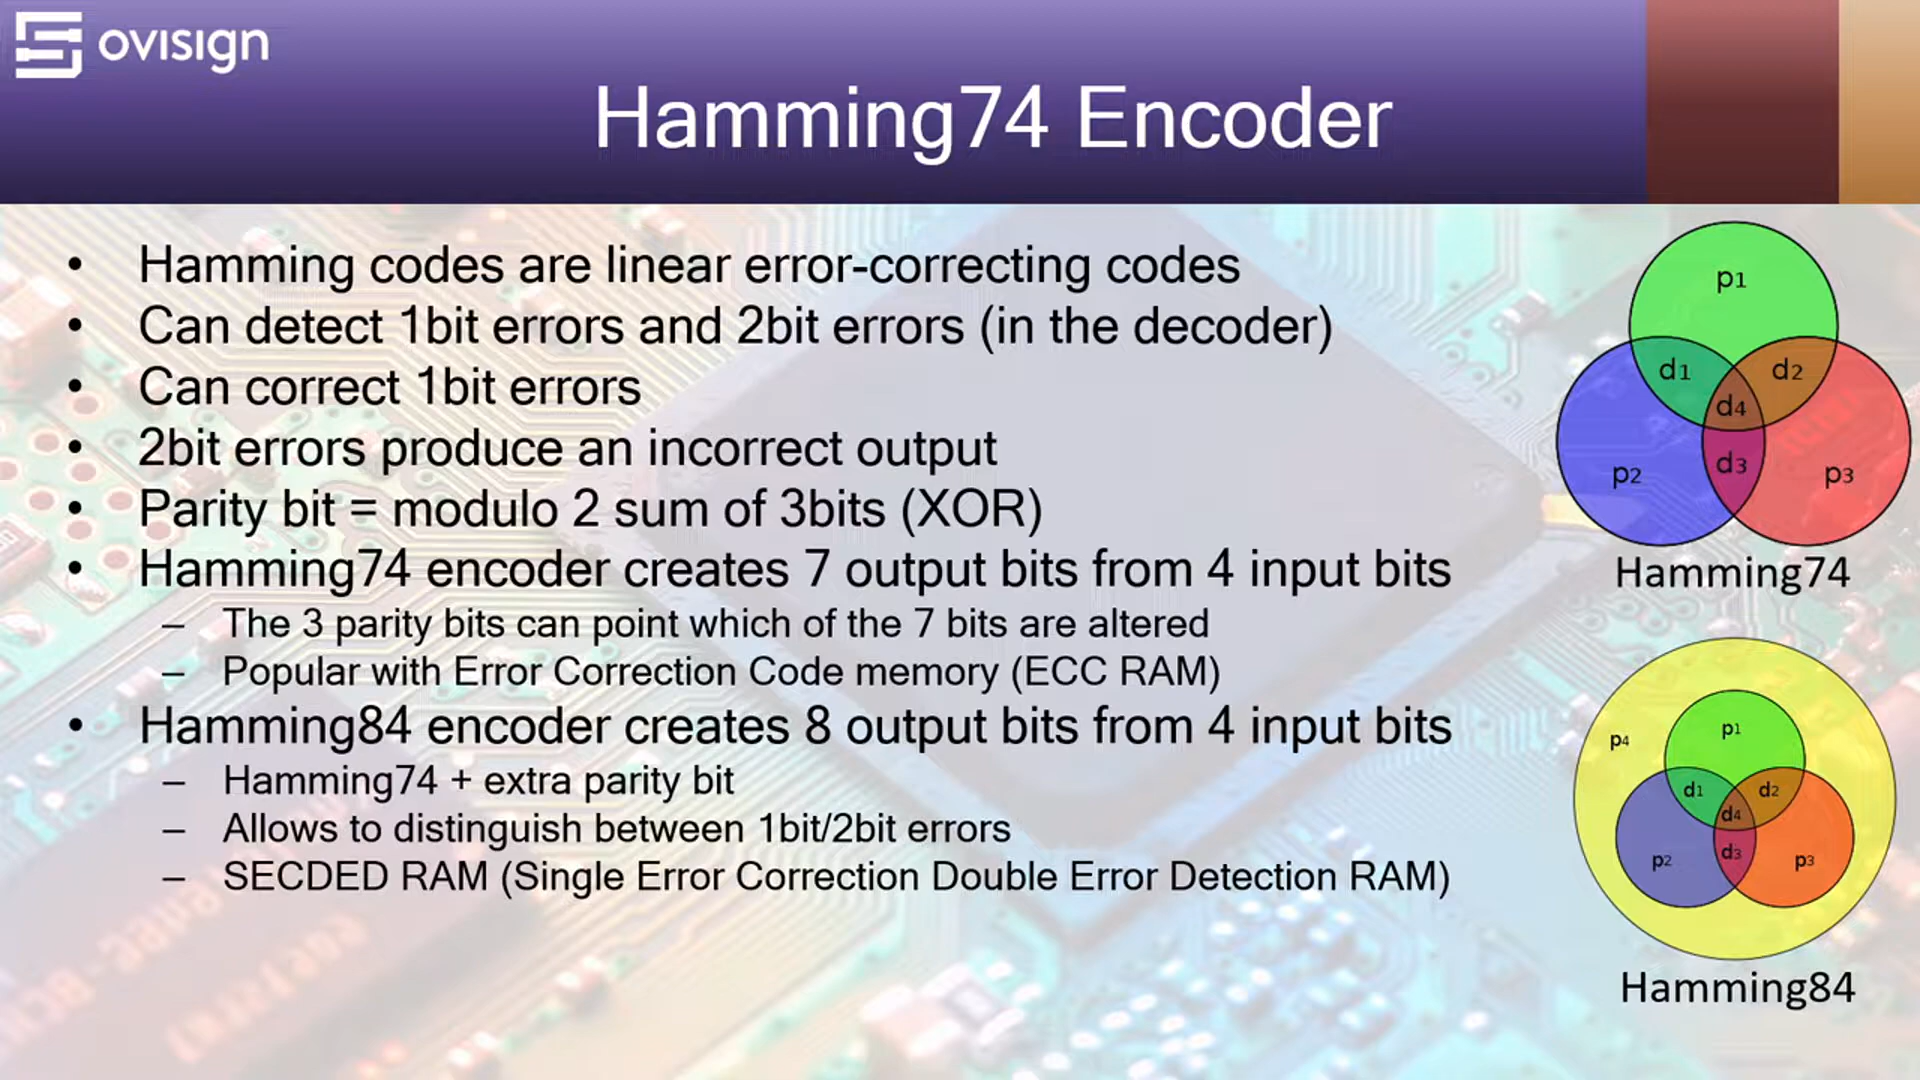 ovisign
Hamming74 Encoder
• Hamming codes are linear error-correcting codes
• Can detect 1bit errors and 2bit errors (in the decoder)
• Can correct 1bit errors
• 2bit errors produce an incorrect output
• Parity bit = modulo 2 sum of 3bits (XOR)
• Hamming74 encoder creates 7 output bits from 4 input bits
– The 3 parity bits can point which of the 7 bits are altered
– Popular with Error Correction Code memory (ECC RAM)
• Hamming84 encoder creates 8 output bits from 4 input bits
– Hamming74 + extra parity bit
– Allows to distinguish between 1bit/2bit errors
– SECDED RAM (Single Error Correction Double Error Detection RAM)
p1
d1 d2
d4
p2 d3 p3
Hamming74
p4
p1
d1 d2
d4
p2 d3 p3
Hamming84